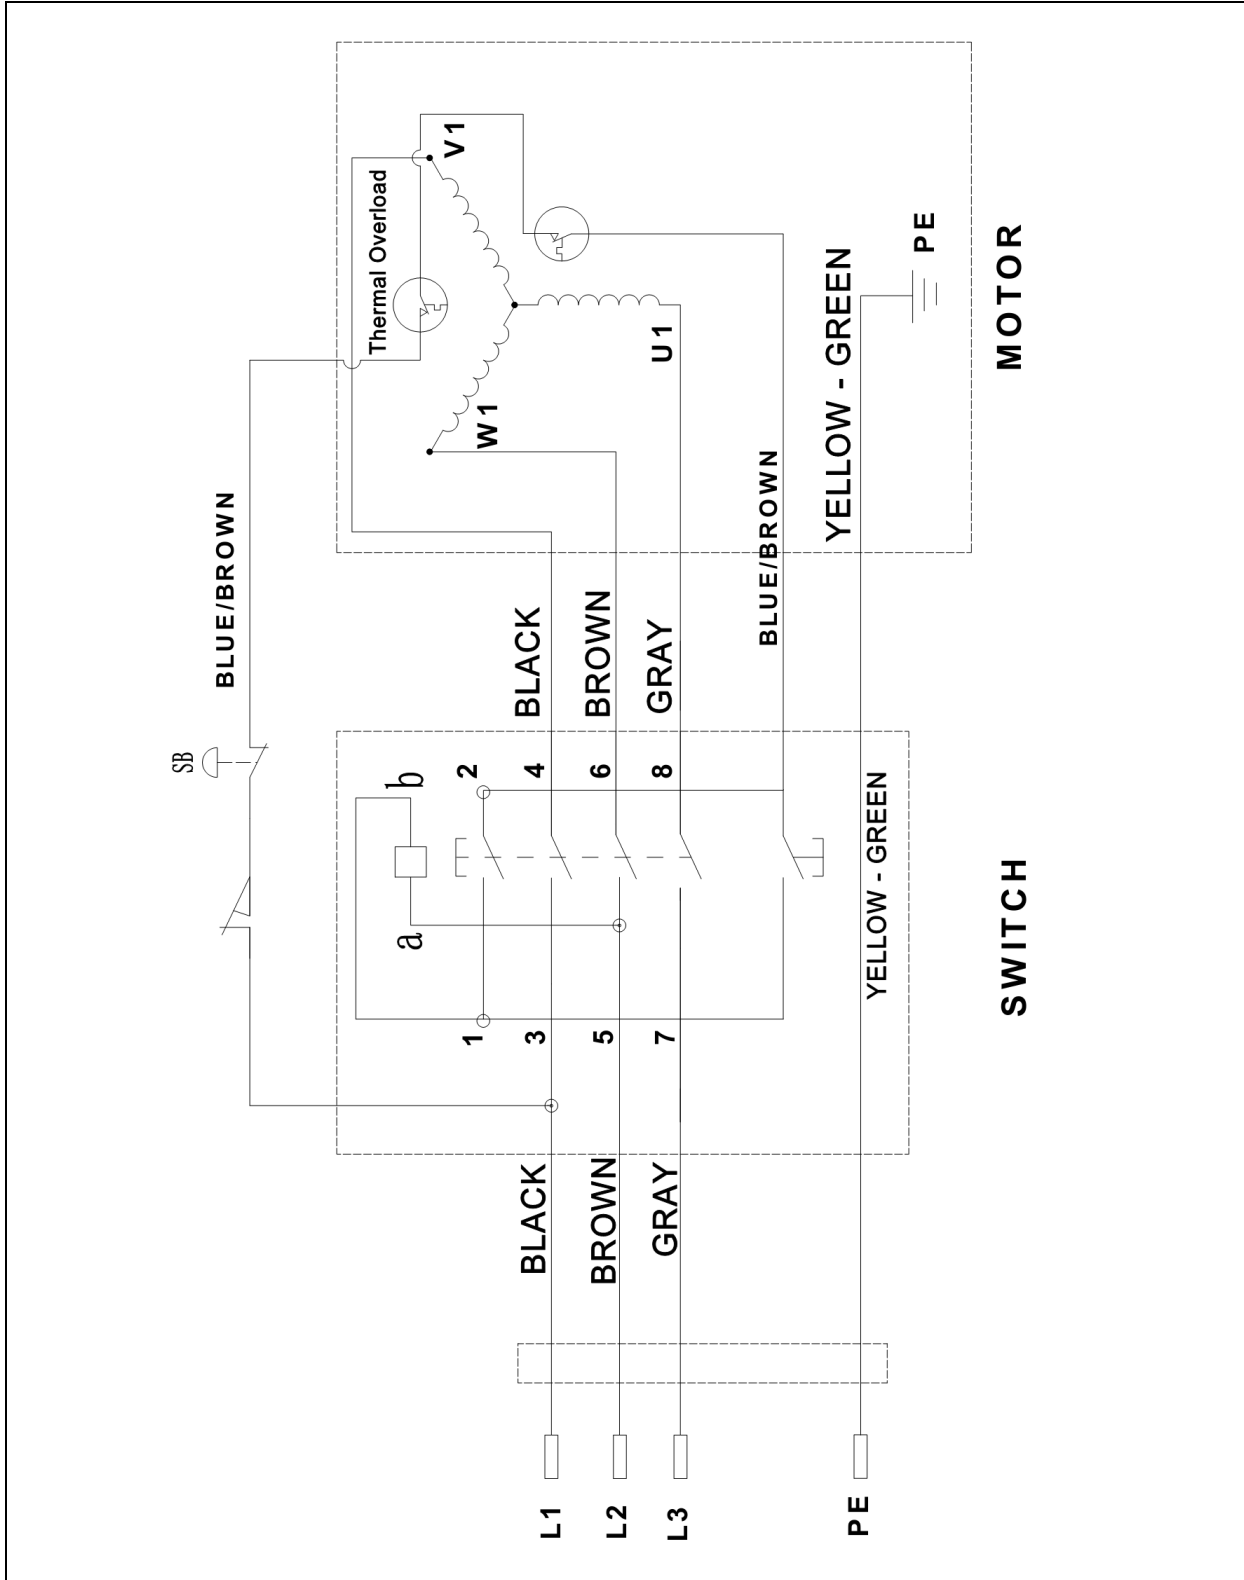 MOTOR
SWITCH
Thermal Overload
V1
W1
U1
PE
YELLOW - GREEN
BLUE/BROWN
BLUE/BROWN
BLACK
BROWN
GRAY
SB
b
a
2
4
6
8
1
3
5
7
YELLOW - GREEN
BLACK
BROWN
GRAY
L1
L2
L3
PE